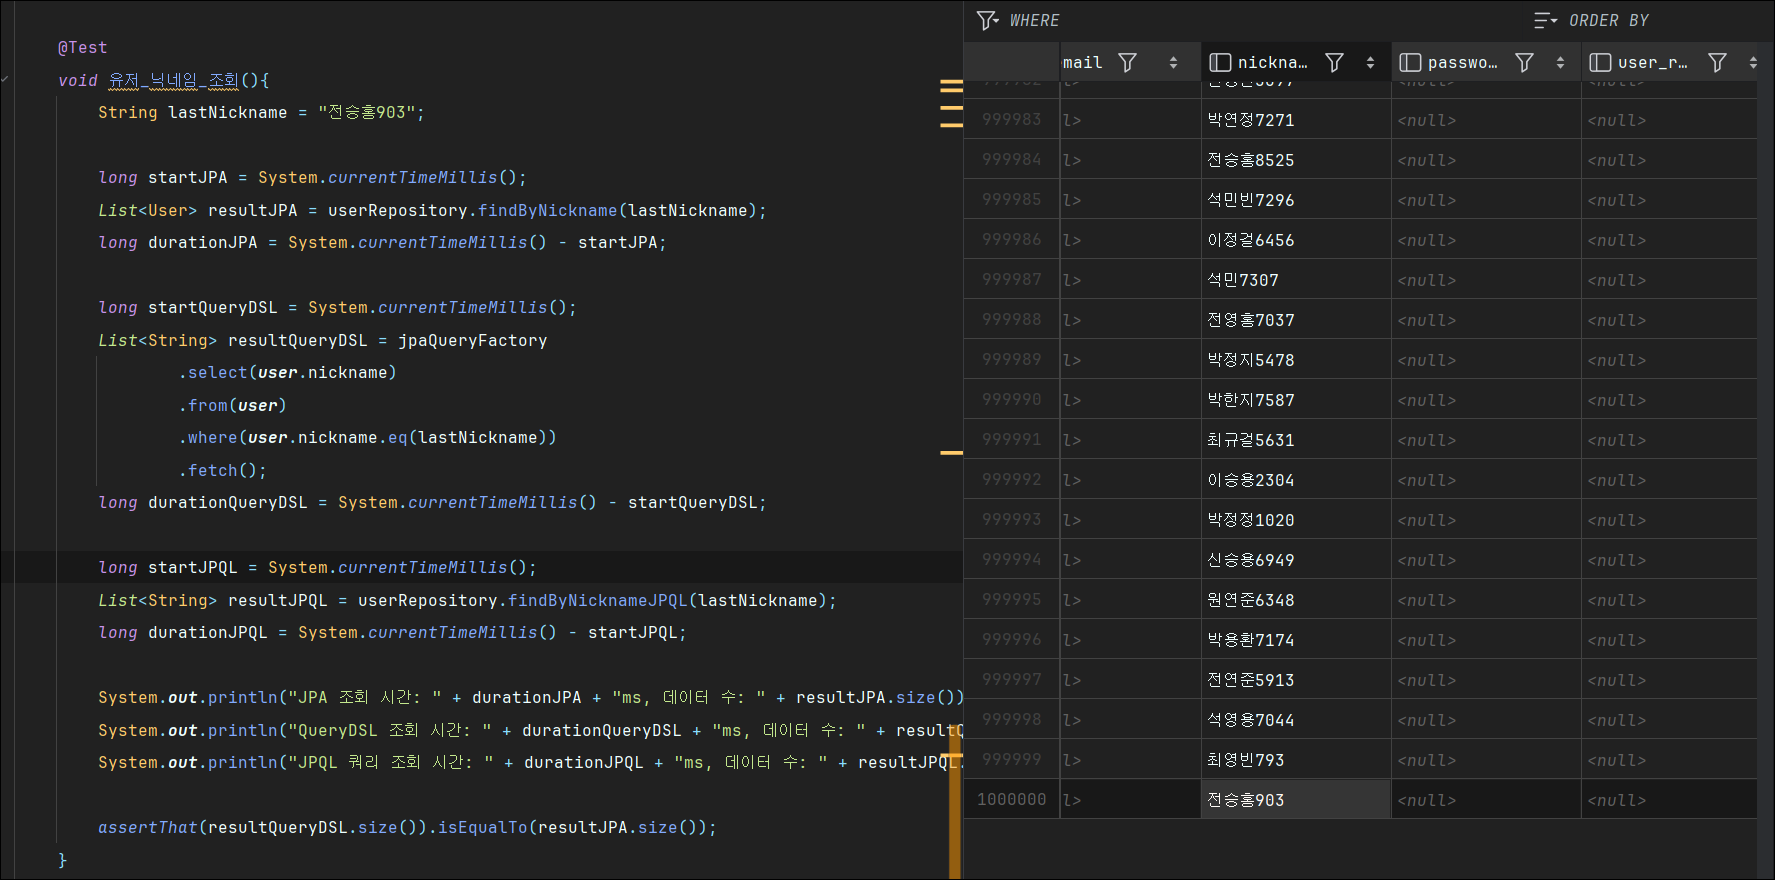 @Test
void 유저_닉네임_조회(){
String lastNickname = "전승홀903";
long startJPA = System.currentTimeMillis();
List<User> resultJPA = userRepository.findByNickname(lastNickname);
long durationJPA = System.currentTimeMillis() - startJPA;
long startQueryDSL = System.currentTimeMillis();
List<String> resultQueryDSL = jpaQueryFactory
.select(user.nickname)
.from(user)
.where(user.nickname.eq(lastNickname))
.fetch();
long durationQueryDSL = System.currentTimeMillis() - startQueryDSL;
long startJPQL = System.currentTimeMillis();
List<String> resultJPQL = userRepository.findByNicknameJPQL(lastNickname);
long durationJPQL = System.currentTimeMillis() - startJPQL;
System.out.println("JPA 조회 시간: " + durationJPA + "ms, 데이터 수: " + resultJPA.size())
System.out.println("QueryDSL 조회 시간: " + durationQueryDSL + "ms, 데이터 수: " + resultQ
System.out.println("JPQL 쿼리 조회 시간: " + durationJPQL + "ms, 데이터 수: " + resultJPQL.
assertThat(resultQueryDSL.size()).isEqualTo(resultJPA.size());
}
WHERE ORDER BY
mail nickna... passwo... user_r...
999983 l> 박연정7271 <null> <null>
999984 l> 전승홀8525 <null> <null>
999985 l> 석민빈7296 <null> <null>
999986 l> 이정걸6456 <null> <null>
999987 l> 석민7307 <null> <null>
999988 l> 전영홀7037 <null> <null>
999989 l> 박정지5478 <null> <null>
999990 l> 박한지7587 <null> <null>
999991 l> 최규걸5631 <null> <null>
999992 l> 이승용2304 <null> <null>
999993 l> 박정정1020 <null> <null>
999994 l> 신승용6949 <null> <null>
999995 l> 원연준6348 <null> <null>
999996 l> 박용환7174 <null> <null>
999997 l> 전연준5913 <null> <null>
999998 l> 석영용7044 <null> <null>
999999 l> 최영빈793 <null> <null>
1000000 l> 전승홀903 <null> <null>